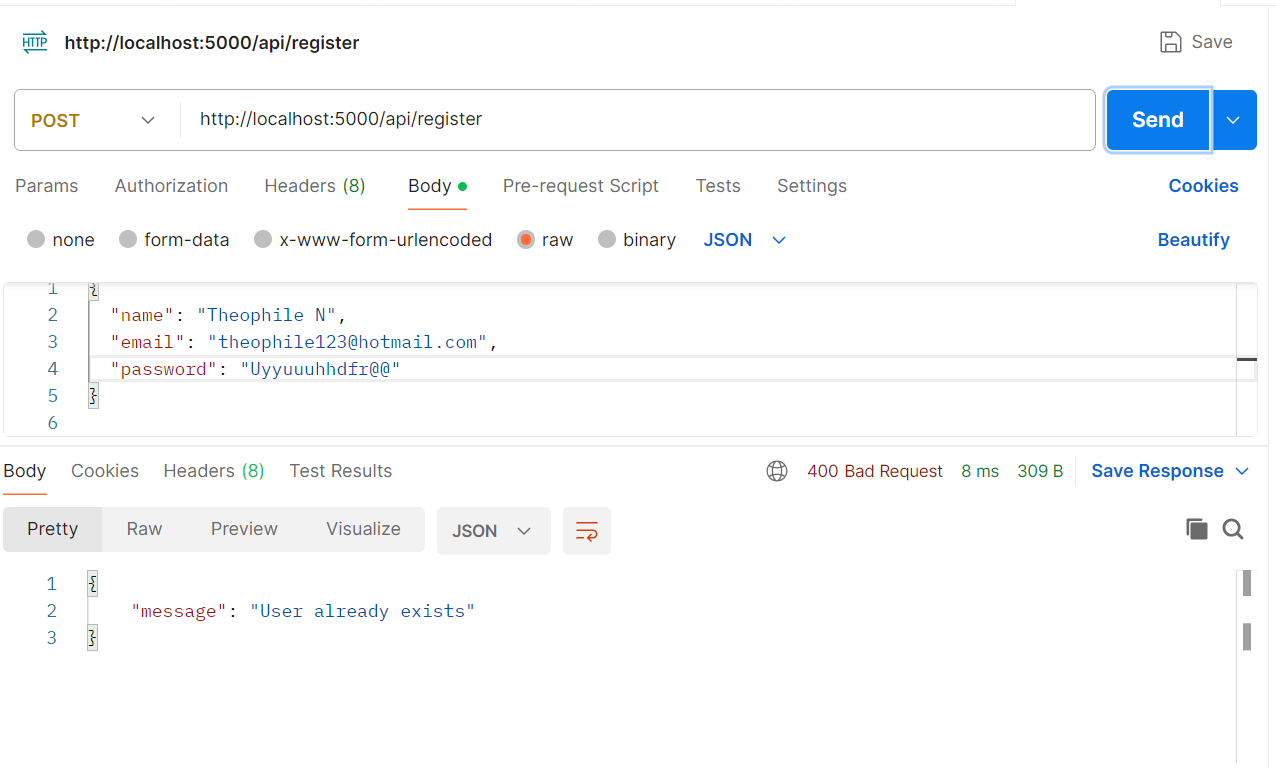 HTTP http://localhost:5000/api/register Save
POST http://localhost:5000/api/register Send
Params Authorization Headers (8) Body Pre-request Script Tests Settings Cookies
none form-data x-www-form-urlencoded raw binary JSON Beautify
1 {
2 "name": "Theophile N",
3 "email": "theophile123@hotmail.com",
4 "password": "Uyyuuuhhdfr@@"
5 }
6
Body Cookies Headers (8) Test Results 400 Bad Request 8 ms 309 B Save Response
Pretty Raw Preview Visualize JSON
1 {
2 "message": "User already exists"
3 }